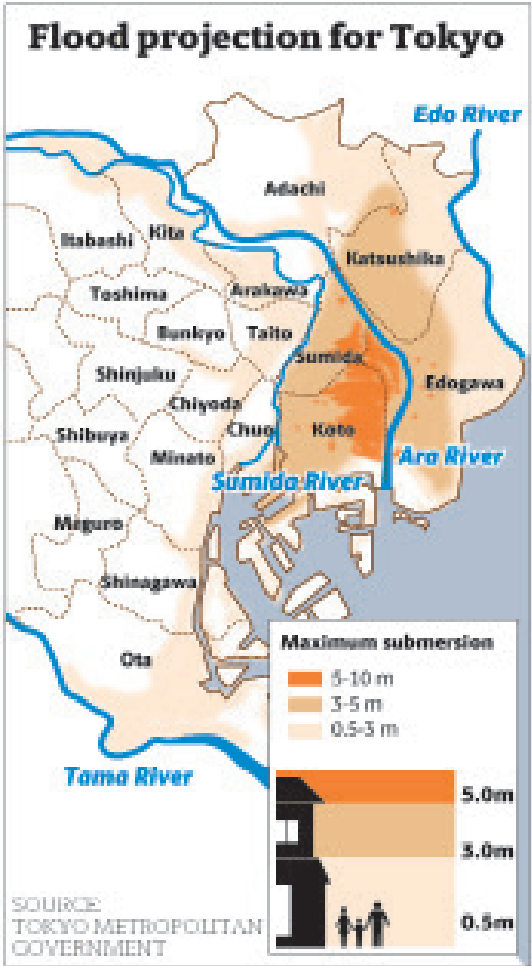 Flood projection for Tokyo
Edo River
Adachi
Itabashi
Kita
Katsushika
Toshima
Arakawa
Bunkyo
Taito
Sumida
Shinjuku
Edogawa
Chiyoda
Shibuya
Chuo
Koto
Minato
Ara River
Sumida River
Meguro
Shinagawa
Ota
Tama River
Maximum submersion
5-10 m
3-5 m
0.5-3 m
5.0m
3.0m
0.5m
SOURCE:
TOKYO METROPOLITAN
GOVERNMENT